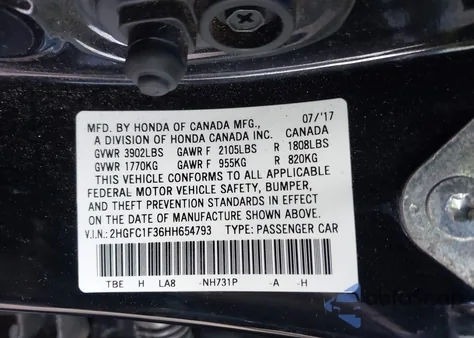 07/'17
MFD. BY HONDA OF CANADA MFG.,
A DIVISION OF HONDA CANADA INC. CANADA
GVWR 3902LBS GAWR F 2105LBS R 1808LBS
GVWR 1770KG GAWR F 955KG R 820KG
THIS VEHICLE CONFORMS TO ALL APPLICABLE
FEDERAL MOTOR VEHICLE SAFETY, BUMPER,
AND THEFT PREVENTION STANDARDS IN EFFECT
ON THE DATE OF MANUFACTURE SHOWN ABOVE.
V.I.N.: 2HGFC1F36HH654793 TYPE: PASSENGER CAR
TBE H LA8 -NH731P -A -H